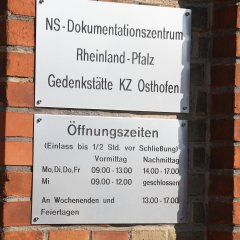 NS-Dokumentationszentrum
Rheinland-Pfalz
Gedenkstätte KZ Osthofen
Öffnungszeiten
(Einlass bis 1/2 Std. vor Schließung)
Vormittag Nachmittag
Mo,Di,Do,Fr 09:00 - 13.00 14.00 - 17.00
Mi 09.00 - 12.00 geschlossen
An Wochenenden und 13.00 - 17.00
Feiertagen